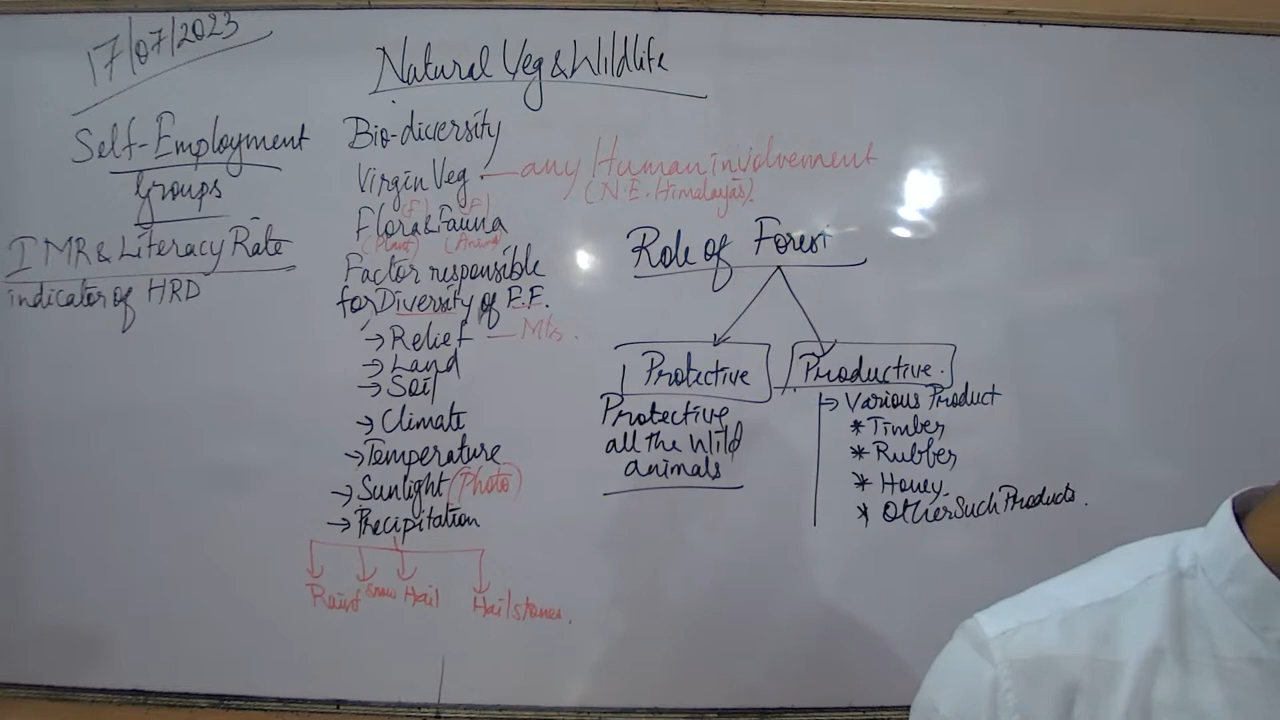 17/07/2023
Self-Employment
Groups
IMR & Literacy Rate
indicator of HRD
Natural Veg & Wildlife
Bio-diversity
Virgin Veg. — any Human involvement
(N.E. Himalayas).
(F) (F)
Flora & Fauna
(Plant)
Factor responsible
for Diversity of F.F.
→ Relief — Mts.
→ Land
→ Soil
→ Climate
→ Temperature
→ Sunlight (Photo)
→ Precipitation
Snow Hail Hailstones.
Role of Forest
Protective
Protective
all the wild
animals
Productive.
→ Various Product
* Timber
* Rubber
* Honey.
* Other Such Products.